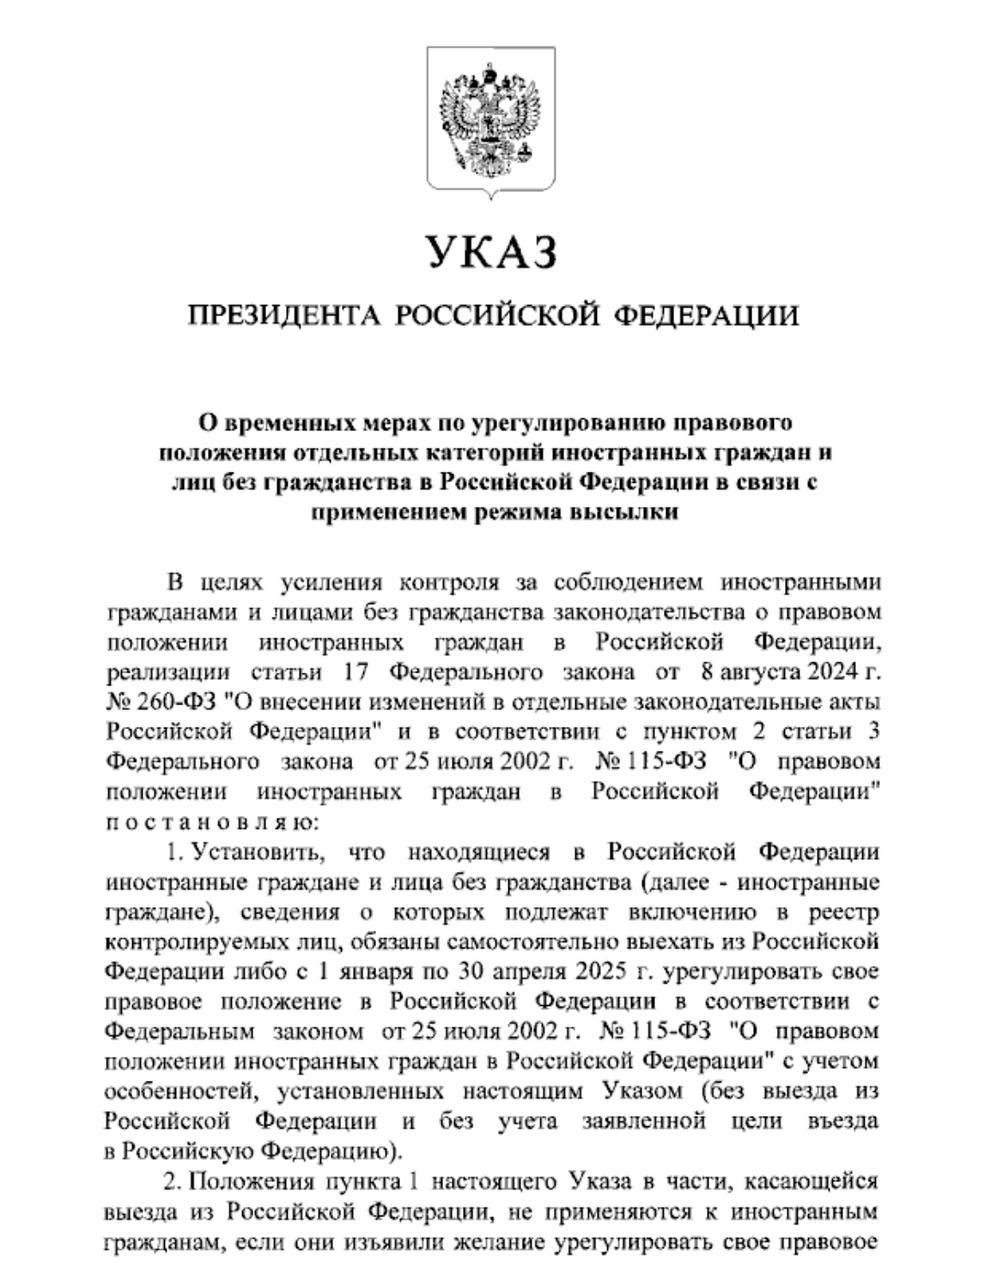 УКАЗ
ПРЕЗИДЕНТА РОССИЙСКОЙ ФЕДЕРАЦИИ
О временных мерах по урегулированию правового
положения отдельных категорий иностранных граждан и
лиц без гражданства в Российской Федерации в связи с
применением режима высылки
В целях усиления контроля за соблюдением иностранными
гражданами и лицами без гражданства законодательства о правовом
положении иностранных граждан в Российской Федерации,
реализации статьи 17 Федерального закона от 8 августа 2024 г.
№ 260-ФЗ "О внесении изменений в отдельные законодательные акты
Российской Федерации" и в соответствии с пунктом 2 статьи 3
Федерального закона от 25 июля 2002 г. № 115-ФЗ "О правовом
положении иностранных граждан в Российской Федерации"
п о с т а н о в л я ю:
1. Установить, что находящиеся в Российской Федерации
иностранные граждане и лица без гражданства (далее - иностранные
граждане), сведения о которых подлежат включению в реестр
контролируемых лиц, обязаны самостоятельно выехать из Российской
Федерации либо с 1 января по 30 апреля 2025 г. урегулировать свое
правовое положение в Российской Федерации в соответствии с
Федеральным законом от 25 июля 2002 г. № 115-ФЗ "О правовом
положении иностранных граждан в Российской Федерации" с учетом
особенностей, установленных настоящим Указом (без выезда из
Российской Федерации и без учета заявленной цели въезда
в Российскую Федерацию).
2. Положения пункта 1 настоящего Указа в части, касающейся
выезда из Российской Федерации, не применяются к иностранным
гражданам, если они изъявили желание урегулировать свое правовое